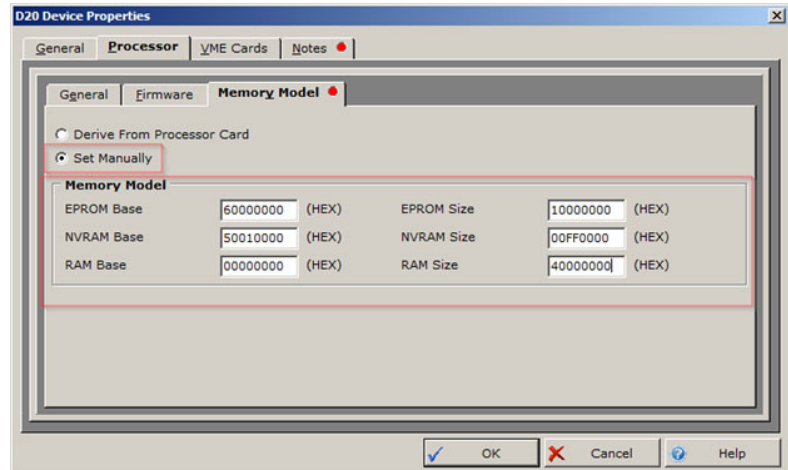 D20 Device Properties
General Processor VME Cards Notes
General Firmware Memory Model
Derive From Processor Card
Set Manually
Memory Model
EPROM Base 60000000 (HEX) EPROM Size 10000000 (HEX)
NVRAM Base 50010000 (HEX) NVRAM Size 00FF0000 (HEX)
RAM Base 00000000 (HEX) RAM Size 40000000 (HEX)
OK Cancel Help